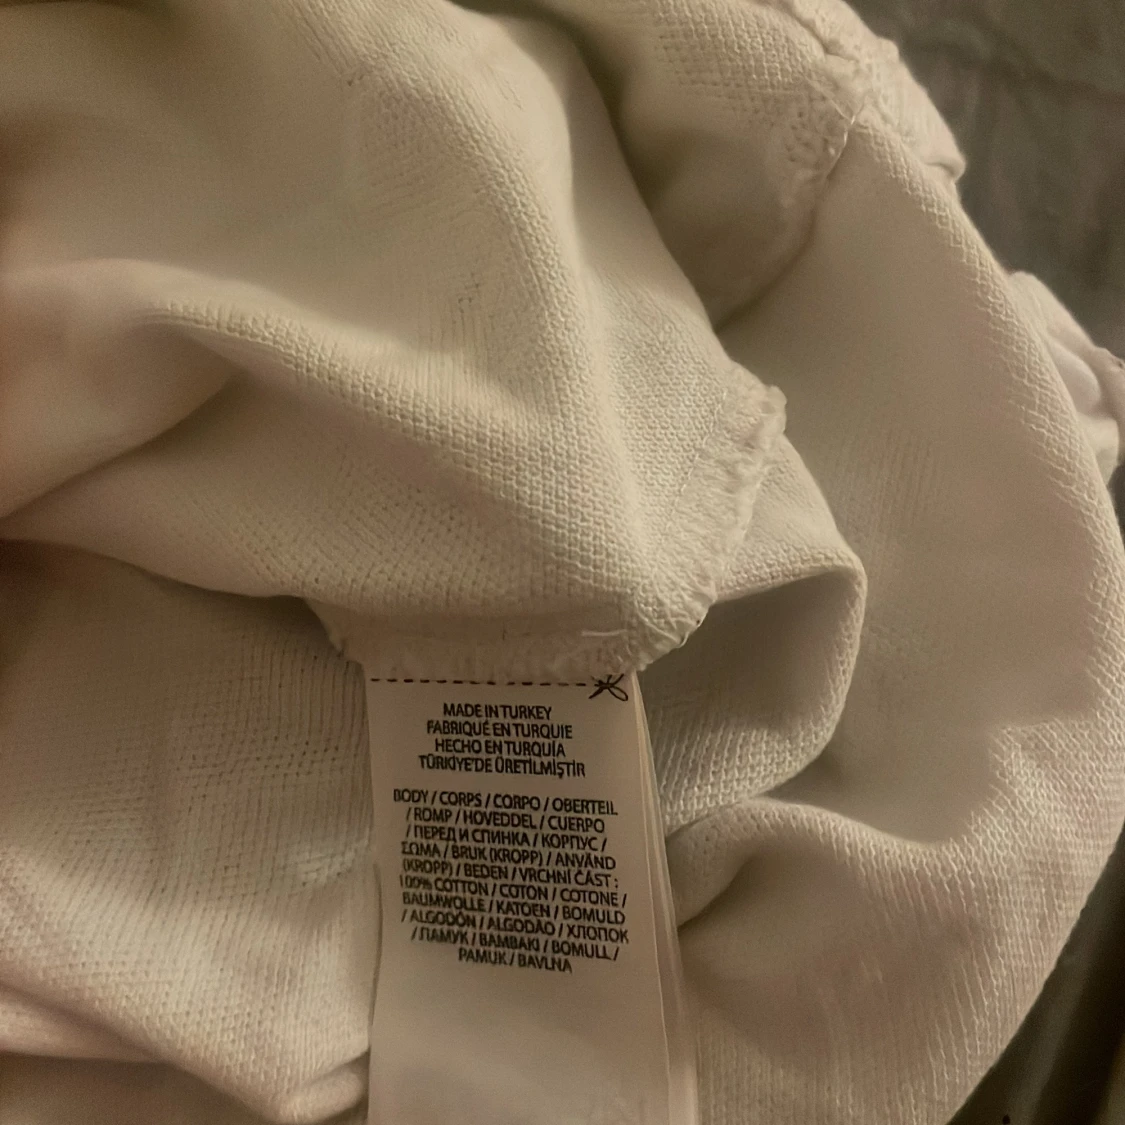 MADE IN TURKEY
FABRIQUÉ EN TURQUIE
HECHO EN TURQUÍA
TÜRKİYE'DE ÜRETİLMİŞTİR
BODY / CORPS / CORPO / OBERTEIL
/ ROMP / HOVEDDEL / CUERPO
/ ПЕРЕД И СПИНКА / КОРПУС /
ΣΩΜΑ / BRUK (KROPP) / ANVÄND
(KROPP) / BEDEN / VRCHNÍ ČÁST :
100% COTTON / COTON / COTONE /
BAUMWOLLE / KATOEN / BOMULD
/ ALGODÓN / ALGODÃO / ХЛОПОК
/ ПАМУК / BAMBAKI / BOMULL /
PAMUK / BAVLNA